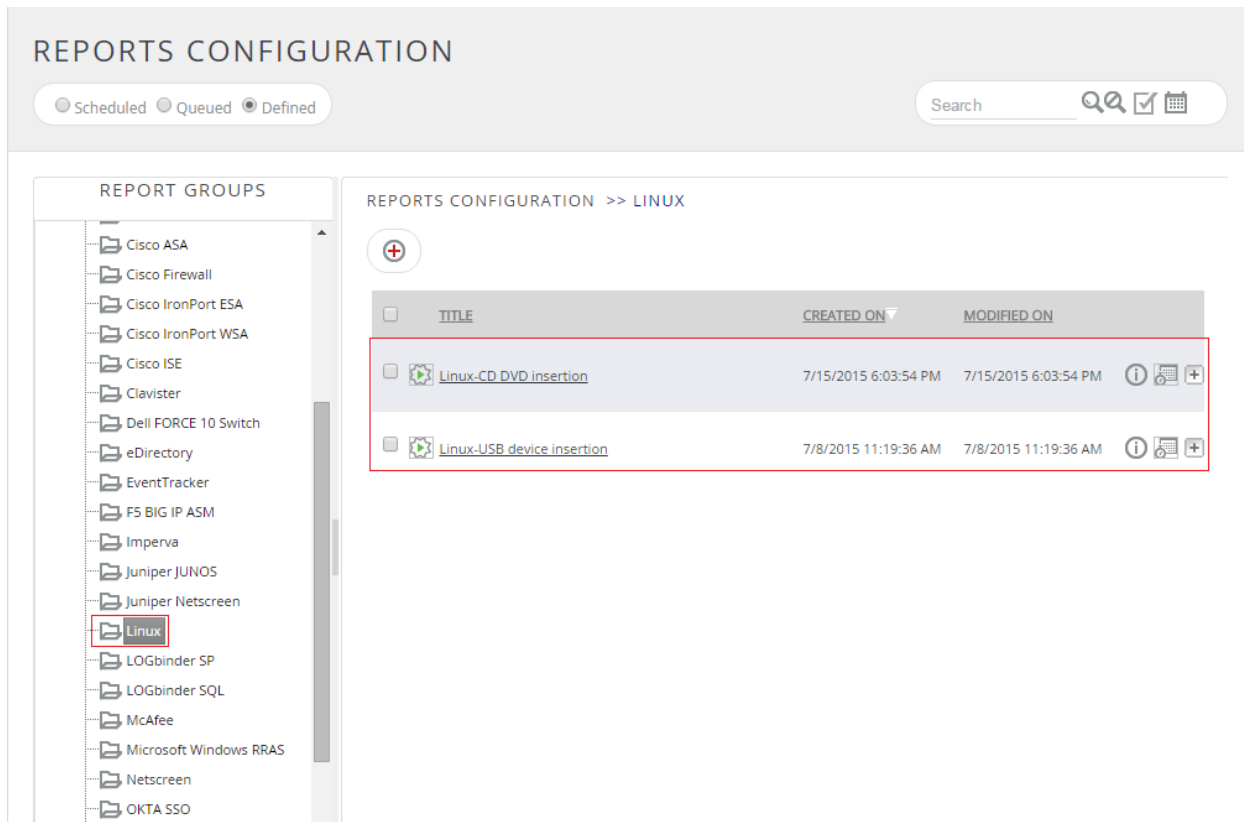 REPORTS CONFIGURATION
Scheduled Queued Defined
Search
REPORT GROUPS
Cisco ASA
Cisco Firewall
Cisco IronPort ESA
Cisco IronPort WSA
Cisco ISE
Clavister
Dell FORCE 10 Switch
eDirectory
EventTracker
F5 BIG IP ASM
Imperva
Juniper JUNOS
Juniper Netscreen
Linux
LOGbinder SP
LOGbinder SQL
McAfee
Microsoft Windows RRAS
Netscreen
OKTA SSO
REPORTS CONFIGURATION >> LINUX
TITLE CREATED ON MODIFIED ON
Linux-CD DVD insertion 7/15/2015 6:03:54 PM 7/15/2015 6:03:54 PM
Linux-USB device insertion 7/8/2015 11:19:36 AM 7/8/2015 11:19:36 AM